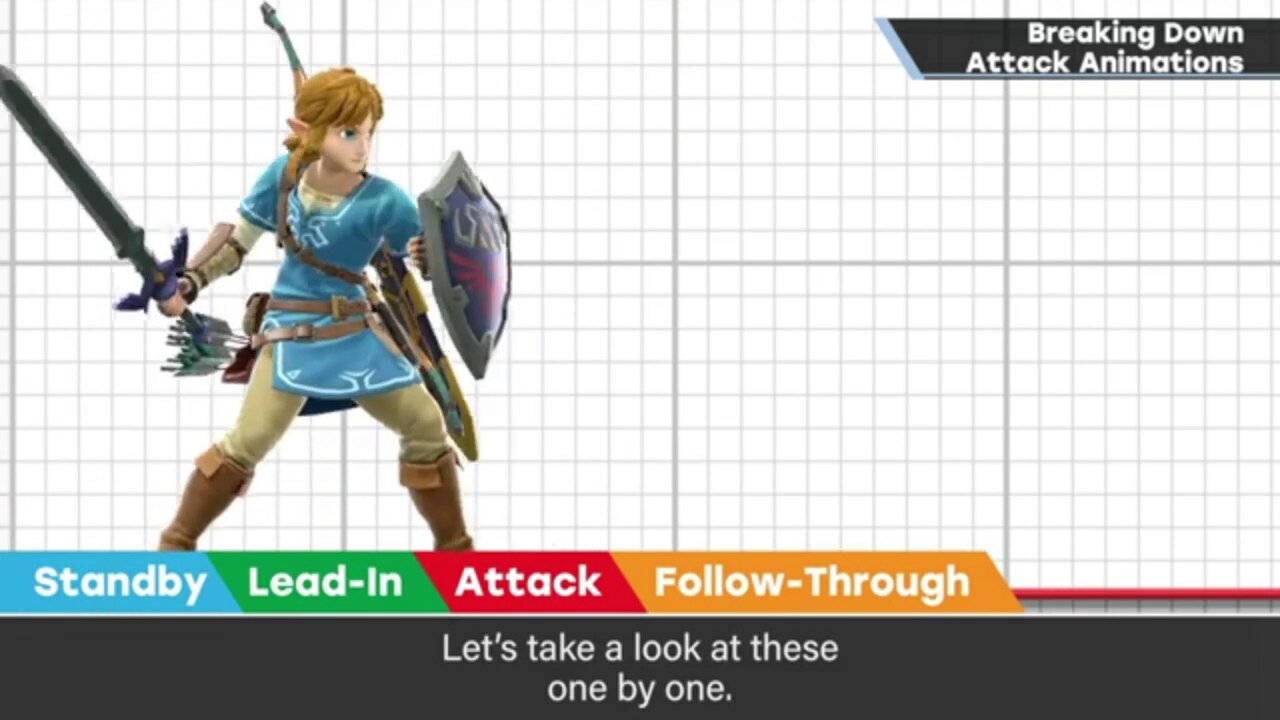 Breaking Down
Attack Animations
Standby
Lead-In
Attack
Follow-Through
Let's take a look at these
one by one.